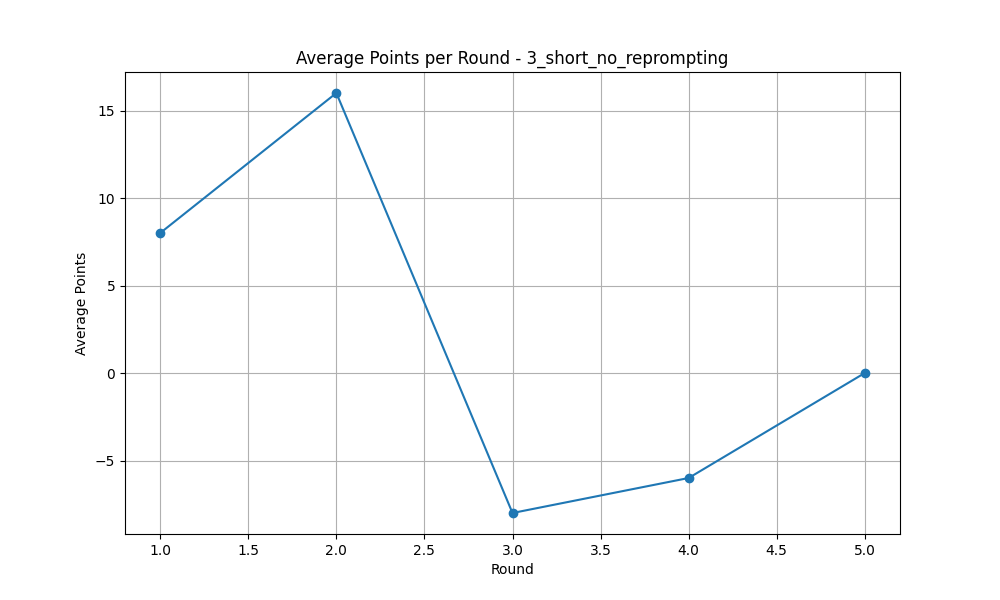 Average Points per Round - 3_short_no_reprompting
15
10
5
0
−5
Average Points
1.0 1.5 2.0 2.5 3.0 3.5 4.0 4.5 5.0
Round